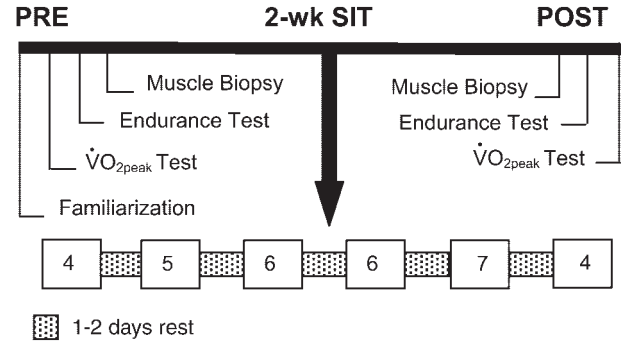 PRE 2-wk SIT POST
Muscle Biopsy Muscle Biopsy
Endurance Test Endurance Test
V̇O2peak Test V̇O2peak Test
Familiarization
4 5 6 6 7 4
1-2 days rest